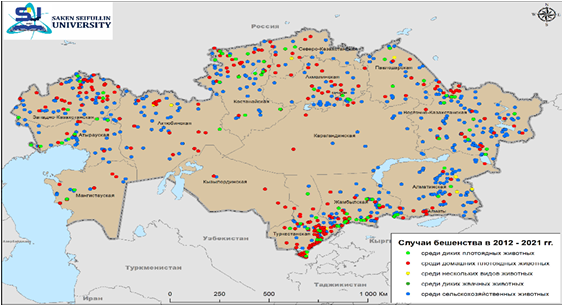 SAKEN SEIFULLIN
UNIVERSITY
Россия
Северо-Казахстанская
Павлодарская
Акмолинская
Костанайская
Западно-Казахстанская
Актюбинская
Восточно-Казахстанская
Атырауская
Карагандинская
Мангистауская
Кызылординская
Алматинская
Жамбылская
Алматы
Туркестанская
Узбекистан
Туркменистан
Таджикистан
Иран
0
250
500
1 000 Км
Случаи бешенства в 2012 - 2021 гг.
среди диких плотоядных животных
среди домашних плотоядных животных
среди нескольких видов животных
среди диких жвачных животных
среди сельскохозяйственных животных